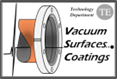 Technology
Department
TE
Vacuum
Surfaces
Coatings